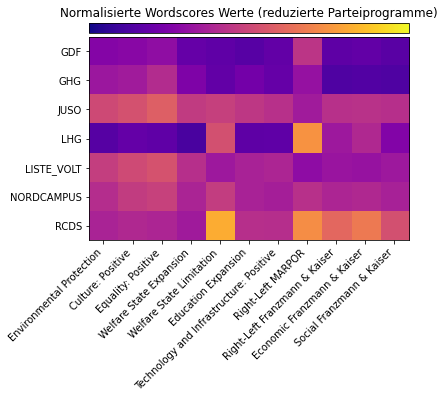 Normalisierte Wordscores Werte (reduzierte Parteiprogramme)
GDF
GHG
JUSO
LHG
LISTE_VOLT
NORDCAMPUS
RCDS
Environmental Protection
Culture: Positive
Equality: Positive
Welfare State Expansion
Welfare State Limitation
Education Expansion
Technology and Infrastructure: Positive
Right-Left MARPOR
Right-Left Franzmann & Kaiser
Economic Franzmann & Kaiser
Social Franzmann & Kaiser